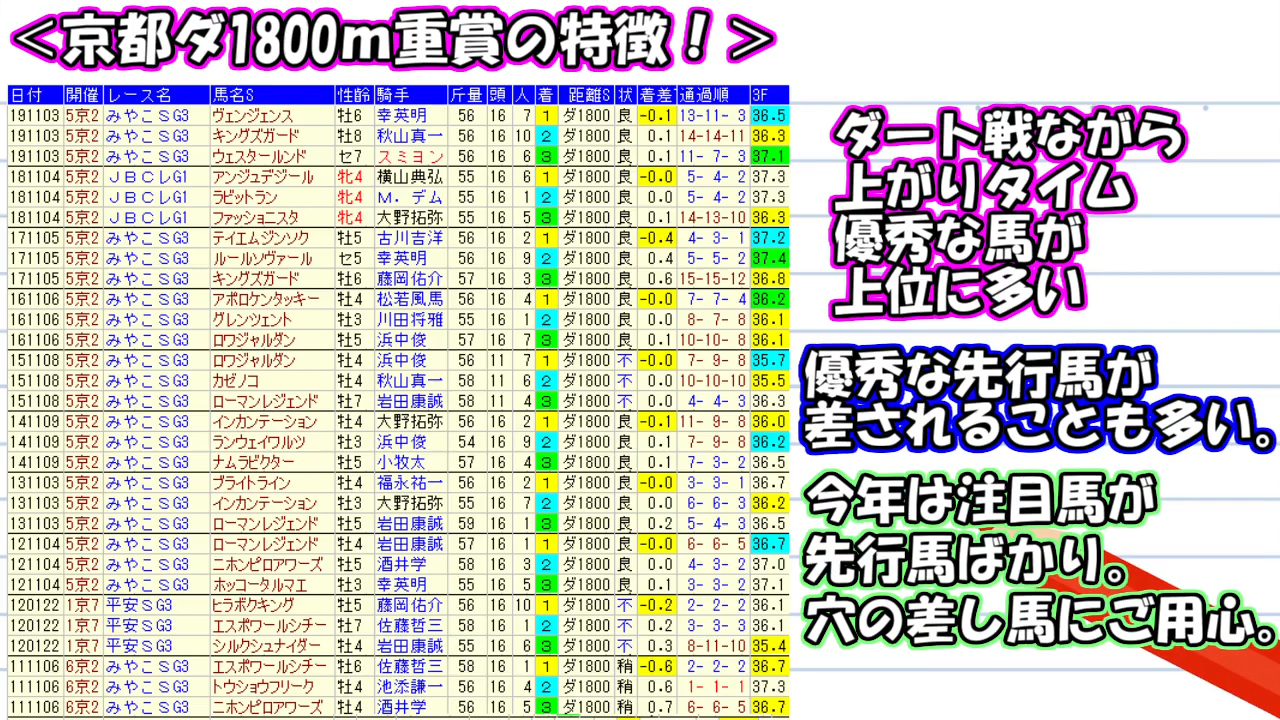 ＜京都ダ1800m重賞の特徴！＞
日付 開催 レース名 馬名S 性齢 騎手 斤量 頭 人 着 距離S 状 着差 通過順 3F
191103 5京2 みやこSG3 ヴェンジェンス 牡6 幸英明 56 16 7 1 ダ1800 良 -0.1 13-11- 3 36.5
191103 5京2 みやこSG3 キングズガード 牡8 秋山真一 56 16 10 2 ダ1800 良 0.1 14-14-11 36.3
191103 5京2 みやこSG3 ウェスタールンド セ7 スミヨン 56 16 6 3 ダ1800 良 0.1 11- 7- 3 37.1
181104 5京2 ＪＢＣレG1 アンジュデジール 牝4 横山典弘 55 16 6 1 ダ1800 良 -0.0 5- 4- 2 37.3
181104 5京2 ＪＢＣレG1 ラビットラン 牝4 Ｍ．デム 55 16 1 2 ダ1800 良 0.0 5- 4- 2 37.3
181104 5京2 ＪＢＣレG1 ファッショニスタ 牝4 大野拓弥 55 16 5 3 ダ1800 良 0.1 14-13-10 36.3
171105 5京2 みやこSG3 テイエムジンソク 牡5 古川吉洋 56 16 2 1 ダ1800 良 -0.4 4- 3- 1 37.2
171105 5京2 みやこSG3 ルールソヴァール セ5 幸英明 56 16 9 2 ダ1800 良 0.4 5- 5- 2 37.4
171105 5京2 みやこSG3 キングズガード 牡6 藤岡佑介 57 16 3 3 ダ1800 良 0.6 15-15-12 36.8
161106 5京2 みやこSG3 アポロケンタッキー 牡4 松若風馬 56 16 4 1 ダ1800 良 -0.0 7- 7- 4 36.2
161106 5京2 みやこSG3 グレンツェント 牡3 川田将雅 55 16 1 2 ダ1800 良 0.0 8- 7- 8 36.1
161106 5京2 みやこSG3 ロワジャルダン 牡5 浜中俊 57 16 7 3 ダ1800 良 0.1 10-10- 8 36.1
151108 5京2 みやこSG3 ロワジャルダン 牡4 浜中俊 56 11 7 1 ダ1800 不 -0.0 7- 9- 8 35.7
151108 5京2 みやこSG3 カゼノコ 牡4 秋山真一 58 11 6 2 ダ1800 不 0.0 10-10-10 35.5
151108 5京2 みやこSG3 ローマンレジェンド 牡7 岩田康誠 58 11 4 3 ダ1800 不 0.0 4- 4- 3 36.3
141109 5京2 みやこSG3 インカンテーション 牡4 大野拓弥 56 16 2 1 ダ1800 良 -0.1 11- 9- 8 36.0
141109 5京2 みやこSG3 ランウェイワルツ 牡3 浜中俊 54 16 9 2 ダ1800 良 0.1 7- 9- 8 36.2
141109 5京2 みやこSG3 ナムラビクター 牡5 小牧太 57 16 4 3 ダ1800 良 0.1 7- 3- 2 36.5
131103 5京2 みやこSG3 ブライトライン 牡4 福永祐一 56 16 2 1 ダ1800 良 -0.0 3- 3- 1 36.7
131103 5京2 みやこSG3 インカンテーション 牡3 大野拓弥 55 16 7 2 ダ1800 良 0.0 6- 6- 3 36.2
131103 5京2 みやこSG3 ローマンレジェンド 牡5 岩田康誠 59 16 1 3 ダ1800 良 0.2 5- 4- 3 36.5
121104 5京2 みやこSG3 ローマンレジェンド 牡4 岩田康誠 57 16 1 1 ダ1800 良 -0.0 6- 6- 5 36.7
121104 5京2 みやこSG3 ニホンピロアワーズ 牡5 酒井学 58 16 3 2 ダ1800 良 0.0 4- 3- 2 37.0
121104 5京2 みやこSG3 ホッコータルマエ 牡3 幸英明 55 16 5 3 ダ1800 良 0.1 3- 3- 2 37.1
120122 1京7 平安SG3 ヒラボクキング 牡5 藤岡佑介 56 16 10 1 ダ1800 不 -0.2 2- 2- 2 36.1
120122 1京7 平安SG3 エスポワールシチー 牡7 佐藤哲三 58 16 1 2 ダ1800 不 0.2 3- 3- 3 36.1
120122 1京7 平安SG3 シルクシュナイダー 牡4 岩田康誠 55 16 6 3 ダ1800 不 0.3 8-11-10 35.4
111106 6京2 みやこSG3 エスポワールシチー 牡6 佐藤哲三 58 16 1 1 ダ1800 稍 -0.6 2- 2- 2 36.7
111106 6京2 みやこSG3 トウショウフリーク 牡4 池添謙一 56 16 4 2 ダ1800 稍 0.6 1- 1- 1 37.3
111106 6京2 みやこSG3 ニホンピロアワーズ 牡4 酒井学 56 16 5 3 ダ1800 稍 0.7 6- 6- 5 36.7
ダート戦ながら
上がりタイム
優秀な馬が
上位に多い
優秀な先行馬が
差されることも多い。
今年は注目馬が
先行馬ばかり。
穴の差し馬にご用心。